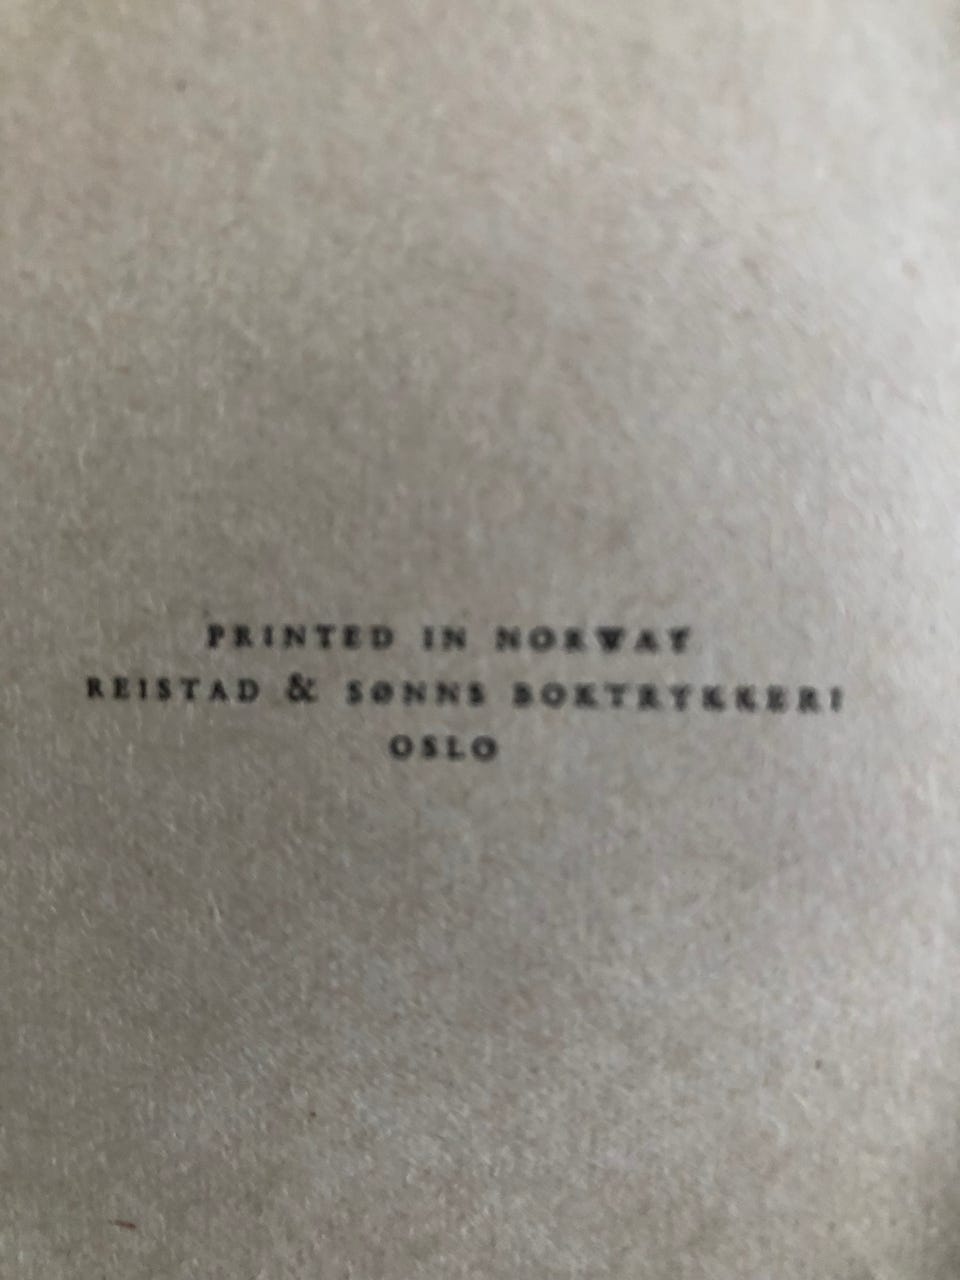 PRINTED IN NORWAY
REISTAD & SØNNS BOKTRYKKERI
OSLO